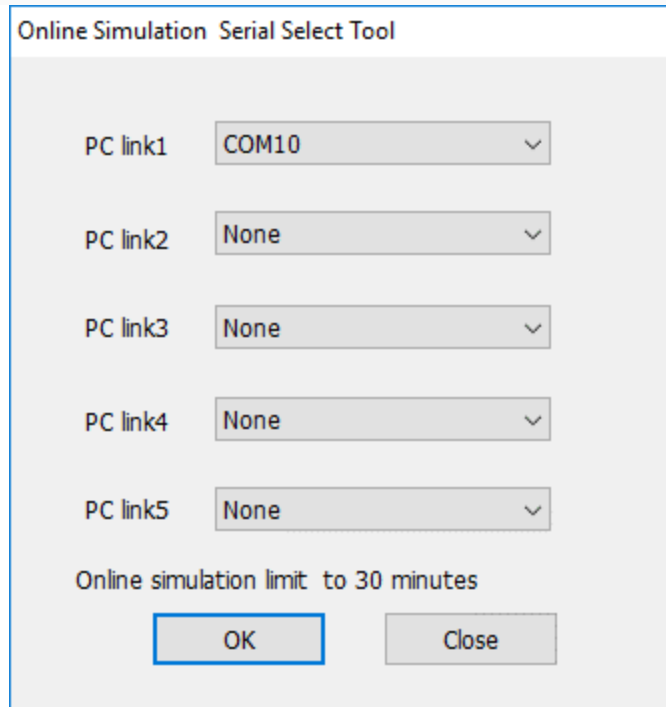 Online Simulation  Serial Select Tool
PC link1 COM10
PC link2 None
PC link3 None
PC link4 None
PC link5 None
Online simulation limit  to 30 minutes
OK Close